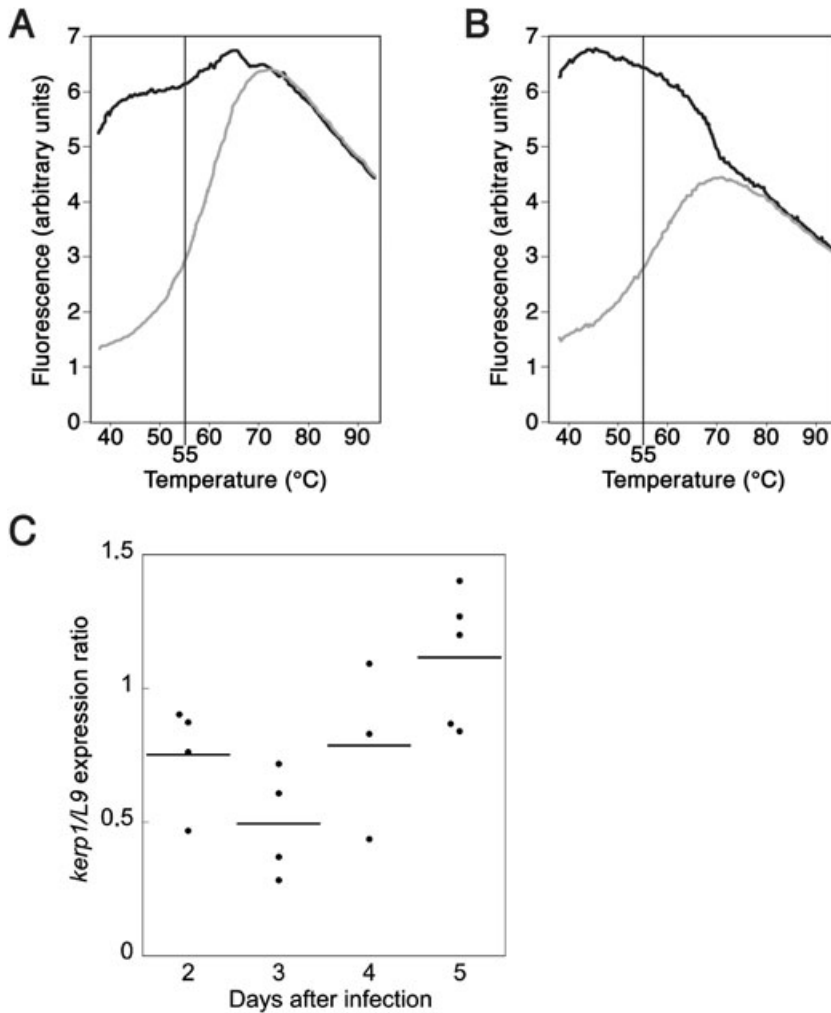 A
Fluorescence (arbitrary units)
7
6
5
4
3
2
1
0
40 50 60 70 80 90
55
Temperature (°C)
B
Fluorescence (arbitrary units)
7
6
5
4
3
2
1
0
40 50 60 70 80 90
55
Temperature (°C)
C
kerp1/L9 expression ratio
1.5
1
0.5
0
2 3 4 5
Days after infection